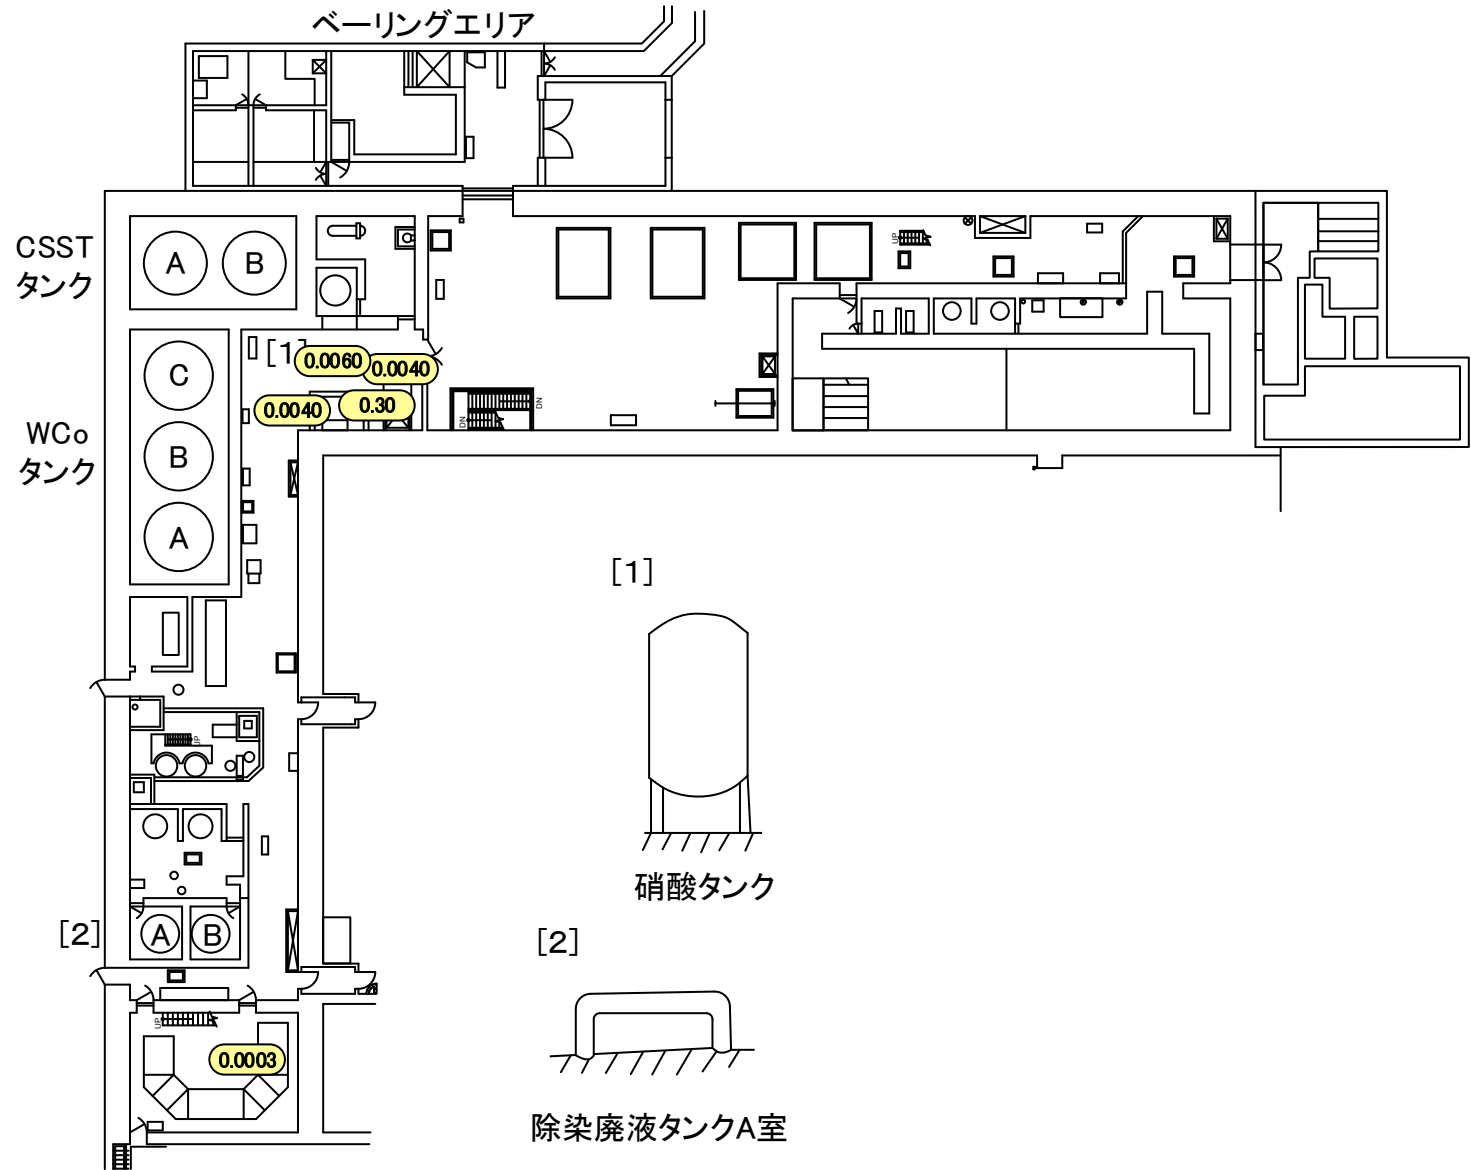 ベーリングエリア
CSST
タンク
A
B
UP
[1]
0.0060
0.0040
0.0040
0.30
C
B
A
WCo
タンク
DN
DN
UP
[1]
硝酸タンク
[2]
A
B
[2]
UP
0.0003
除染廃液タンクA室